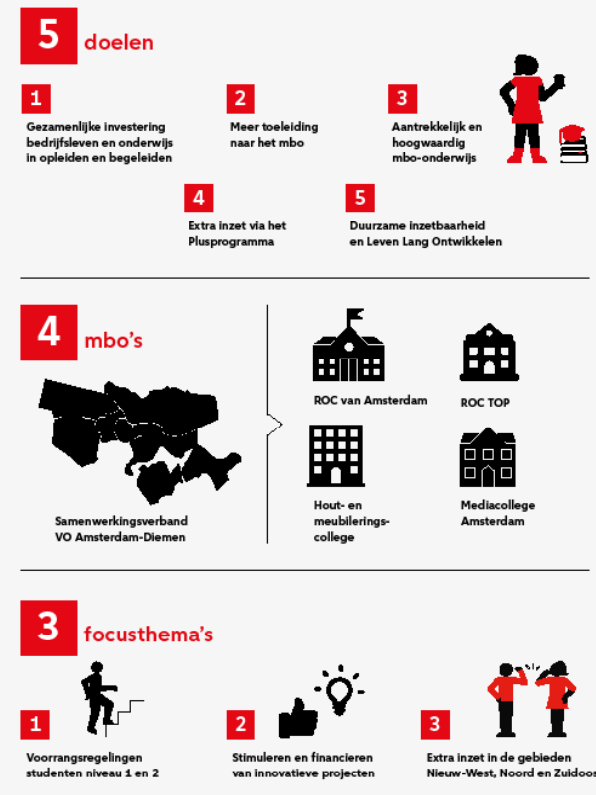 5 doelen
1
Gezamenlijke investering
bedrijfsleven en onderwijs
in opleiden en begeleiden
2
Meer toeleiding
naar het mbo
3
Aantrekkelijk en
hoogwaardig
mbo-onderwijs
4
Extra inzet via het
Plusprogramma
5
Duurzame inzetbaarheid
en Leven Lang Ontwikkelen
4 mbo's
Samenwerkingsverband
VO Amsterdam-Diemen
ROC van Amsterdam
ROC TOP
Hout- en
meubilerings-
college
Mediacollege
Amsterdam
3 focusthema's
1
Voorrangsregelingen
studenten niveau 1 en 2
2
Stimuleren en financieren
van innovatieve projecten
3
Extra inzet in de gebieden
Nieuw-West, Noord en Zuidoos